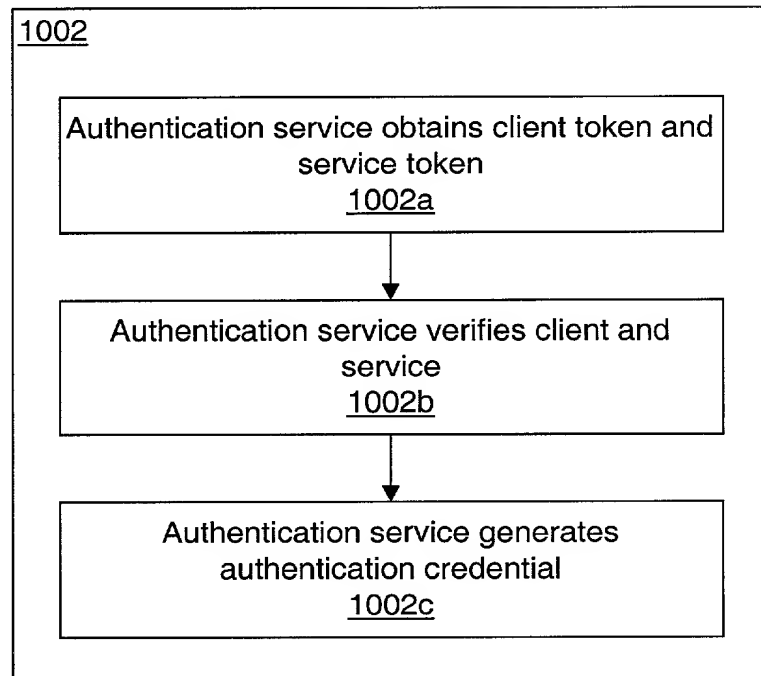 1002
Authentication service obtains client token and
service token
1002a
Authentication service verifies client and
service
1002b
Authentication service generates
authentication credential
1002c